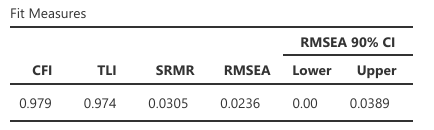 Fit Measures
RMSEA 90% CI
CFI TLI SRMR RMSEA Lower Upper
0.979 0.974 0.0305 0.0236 0.00 0.0389